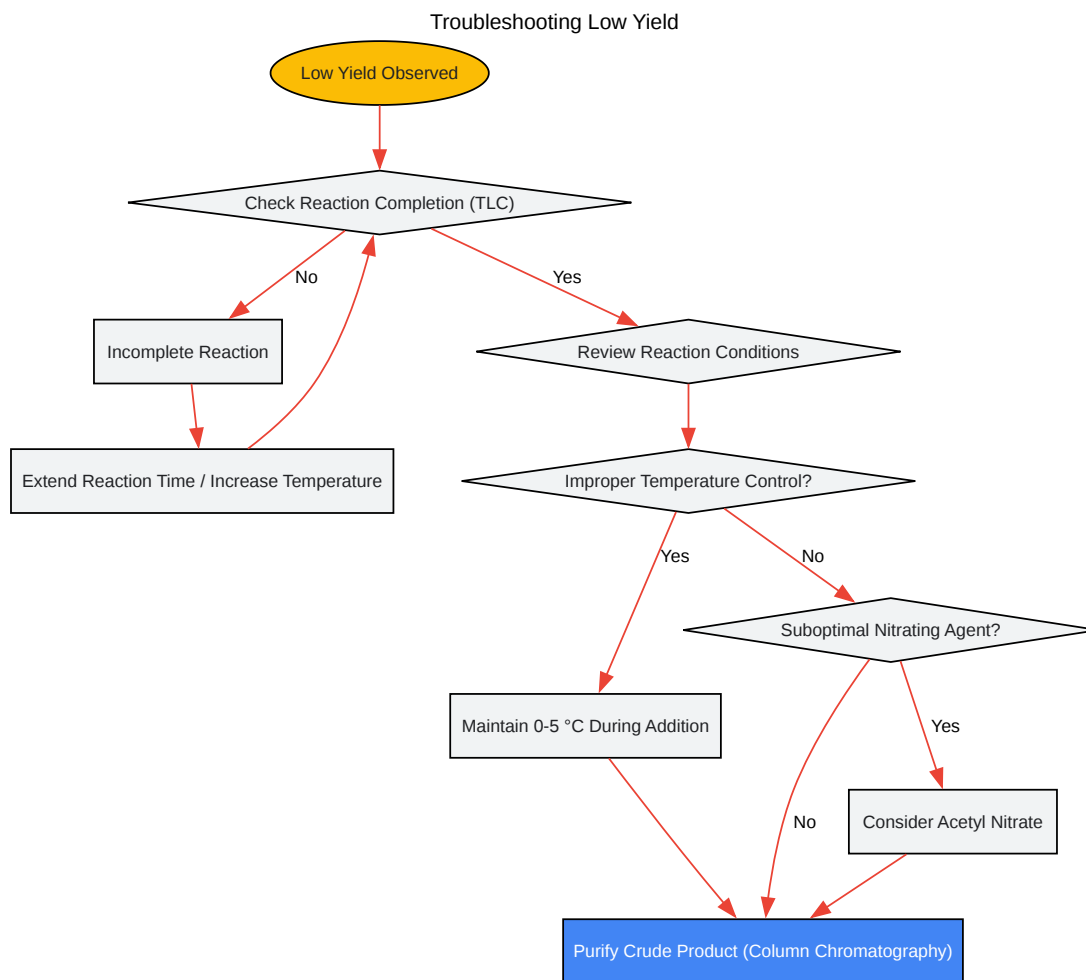 Troubleshooting Low Yield
Low Yield Observed
Check Reaction Completion (TLC)
No
Yes
Incomplete Reaction
Review Reaction Conditions
Extend Reaction Time / Increase Temperature
Improper Temperature Control?
Yes
No
Suboptimal Nitrating Agent?
Maintain 0-5 °C During Addition
Yes
No
Consider Acetyl Nitrate
Purify Crude Product (Column Chromatography)